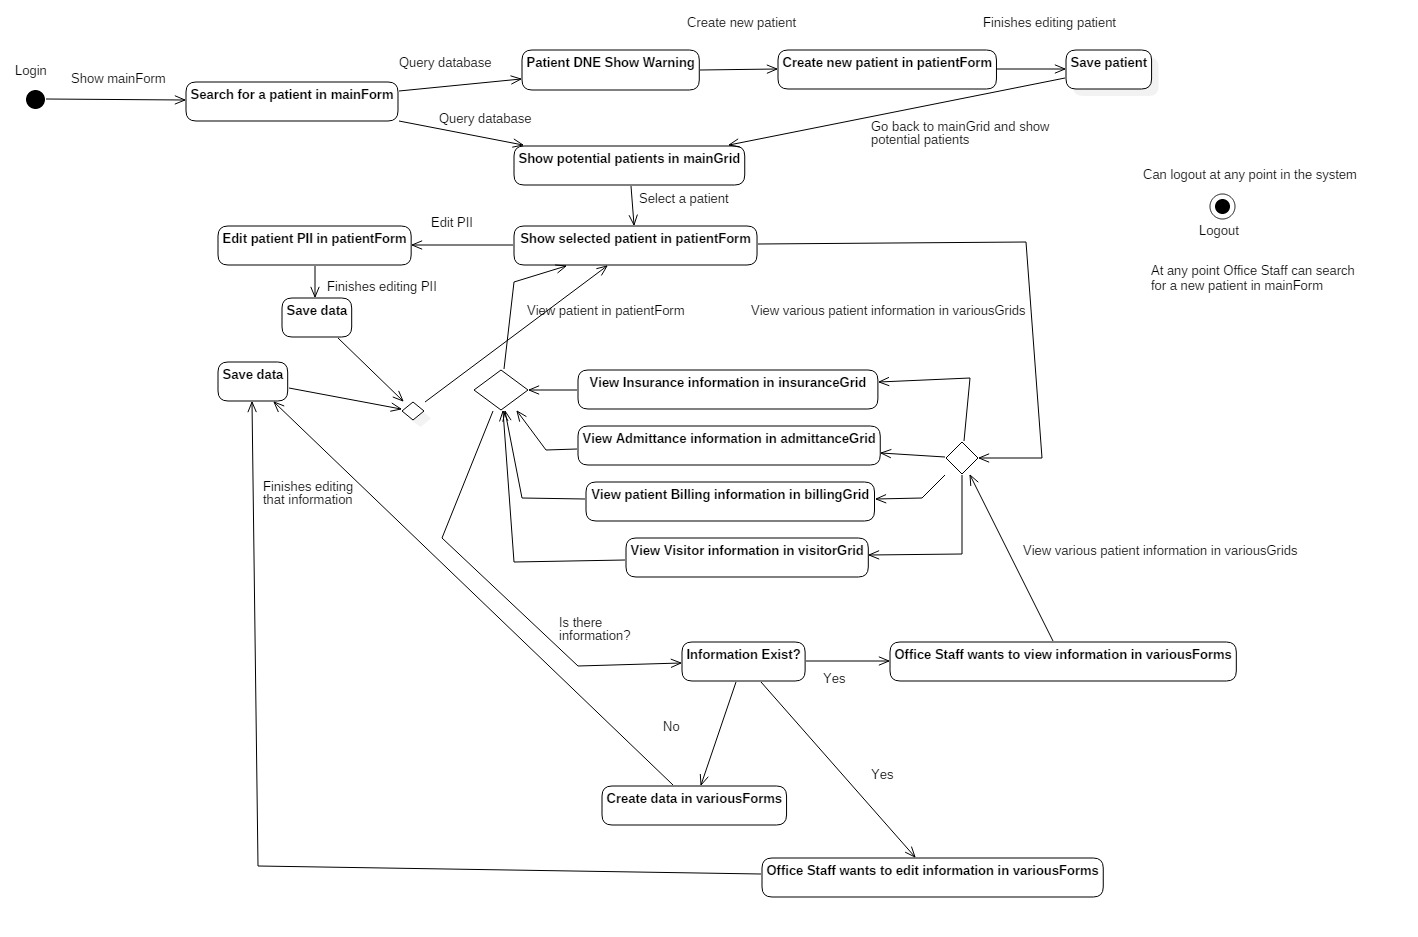 Create new patient
Finishes editing patient
Login
Show mainForm
Query database
Patient DNE Show Warning
Create new patient in patientForm
Save patient
Search for a patient in mainForm
Query database
Go back to mainGrid and show
potential patients
Show potential patients in mainGrid
Can logout at any point in the system
Select a patient
Logout
Edit PII
Edit patient PII in patientForm
Show selected patient in patientForm
At any point Office Staff can search
for a new patient in mainForm
Finishes editing PII
Save data
View patient in patientForm
View various patient information in variousGrids
Save data
View Insurance information in insuranceGrid
View Admittance information in admittanceGrid
Finishes editing
that information
View patient Billing information in billingGrid
View Visitor information in visitorGrid
View various patient information in variousGrids
Is there
information?
Information Exist?
Office Staff wants to view information in variousForms
Yes
No
Yes
Create data in variousForms
Office Staff wants to edit information in variousForms